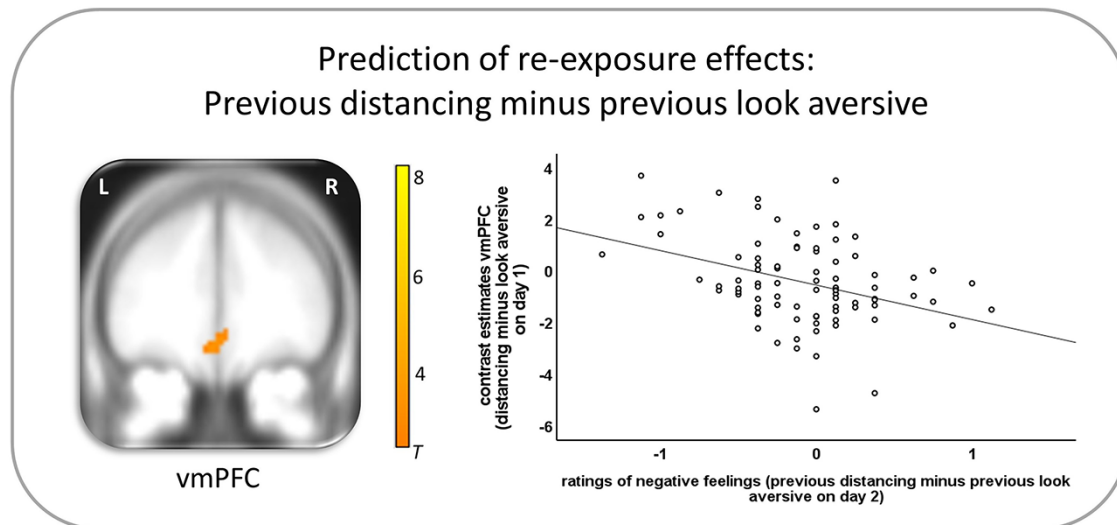 Prediction of re-exposure effects:
Previous distancing minus previous look aversive
L
R
8
6
4
T
vmPFC
contrast estimates vmPFC
(distancing minus look aversive
on day 1)
4
2
0
-2
-4
-6
-1
0
1
ratings of negative feelings (previous distancing minus previous look
aversive on day 2)